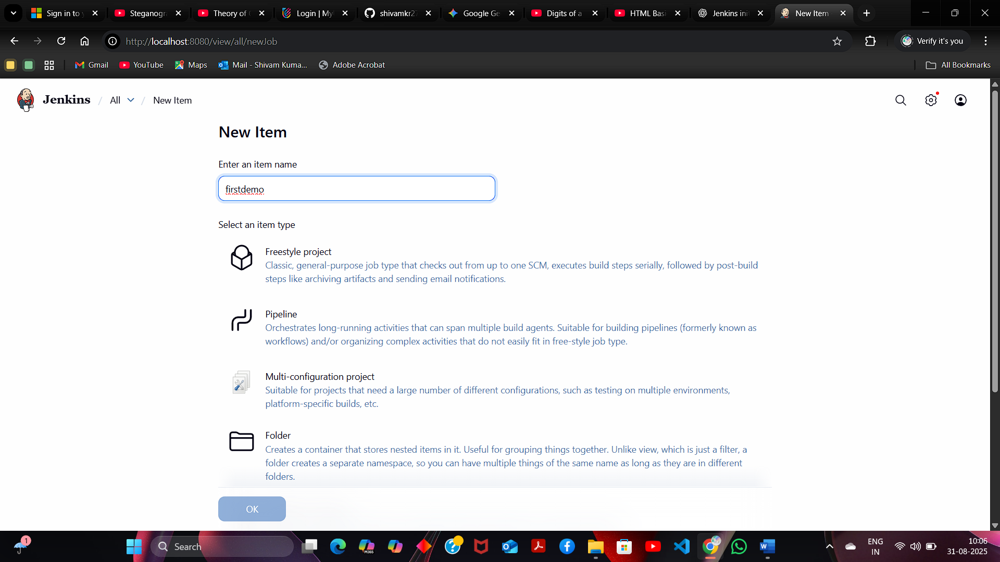 Sign in to y
Steganogra
Theory of C
Login | My
shivamkr27
Google Ge
Digits of a
HTML Basi
Jenkins ini
New Item
http://localhost:8080/view/all/newJob
Verify it's you
Gmail
YouTube
Maps
Mail - Shivam Kuma...
Adobe Acrobat
All Bookmarks
Jenkins / All / New Item
New Item
Enter an item name
firstdemo
Select an item type
Freestyle project
Classic, general-purpose job type that checks out from up to one SCM, executes build steps serially, followed by post-build
steps like archiving artifacts and sending email notifications.
Pipeline
Orchestrates long-running activities that can span multiple build agents. Suitable for building pipelines (formerly known as
workflows) and/or organizing complex activities that do not easily fit in free-style job type.
Multi-configuration project
Suitable for projects that need a large number of different configurations, such as testing on multiple environments,
platform-specific builds, etc.
Folder
Creates a container that stores nested items in it. Useful for grouping things together. Unlike view, which is just a filter, a
folder creates a separate namespace, so you can have multiple things of the same name as long as they are in different
folders.
OK
1
Search
M365
ENG
IN
10:06
31-08-2025